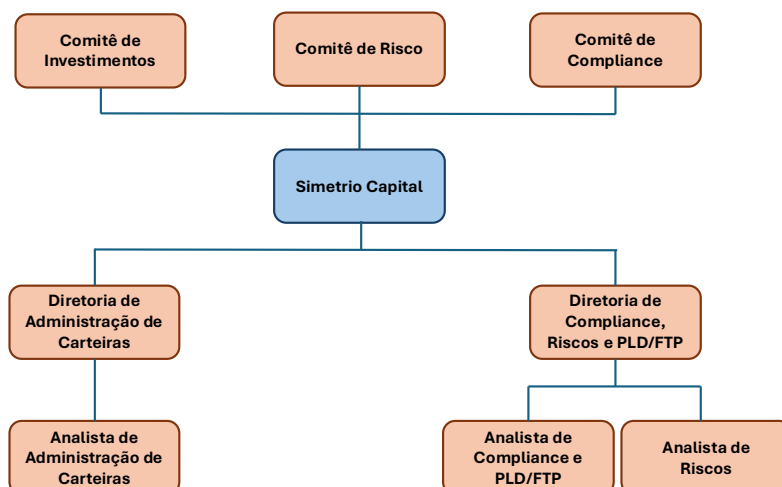 Comitê de
Investimentos
Comitê de Risco
Comitê de
Compliance
Simetrio Capital
Diretoria de
Administração de
Carteiras
Diretoria de
Compliance,
Riscos e PLD/FTP
Analista de
Administração de
Carteiras
Analista de
Compliance e
PLD/FTP
Analista de
Riscos